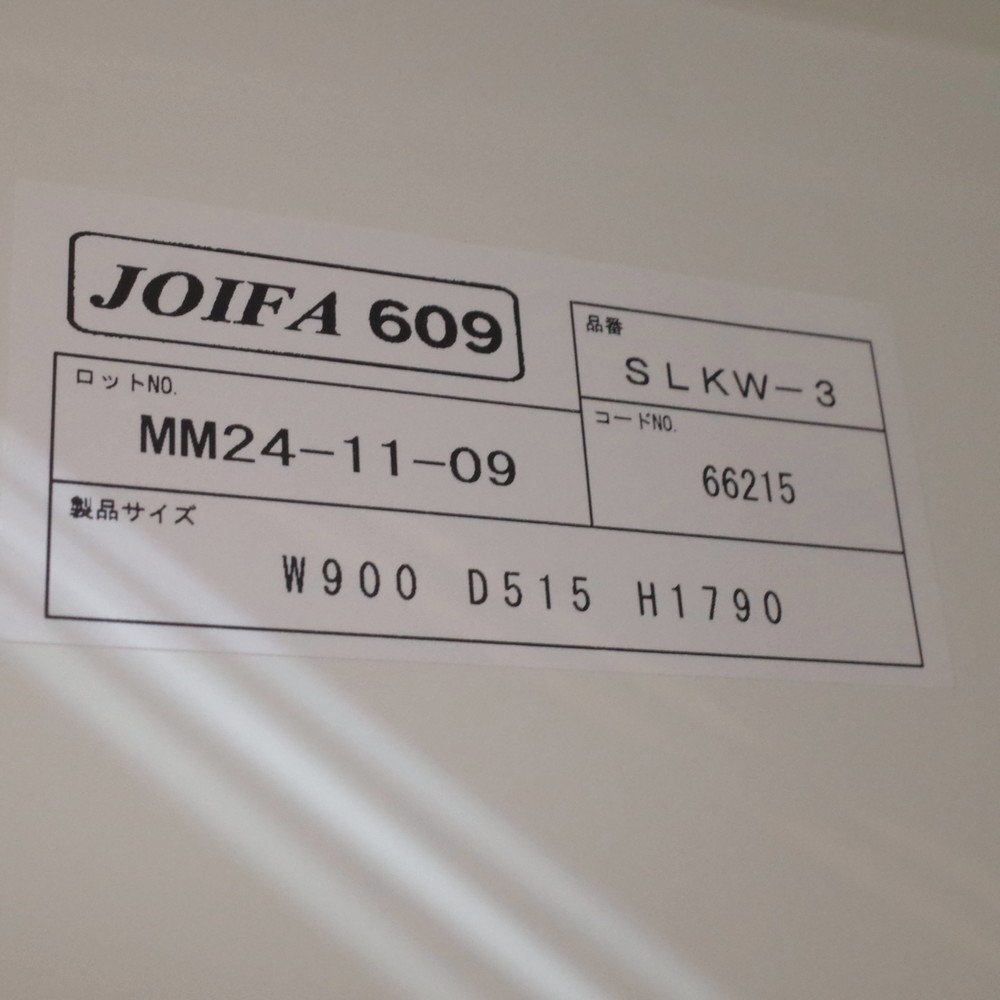 JOIFA 609
品番
SLKW-3
ロットNO.
MM24-11-09
コードNO.
66215
製品サイズ
W900 D515 H1790